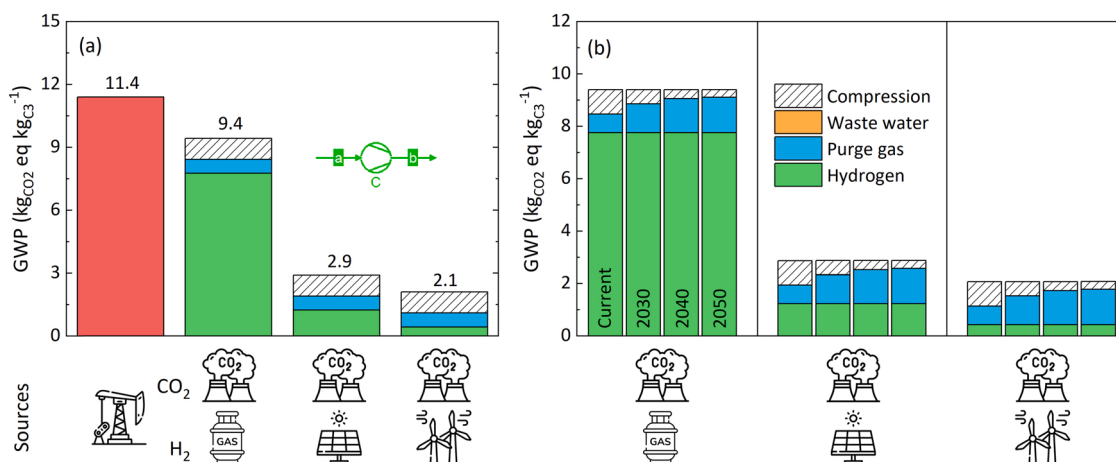 (a)
15
12
9
6
3
0
GWP (kgCO2 eq kgC3⁻¹)
11.4
9.4
2.9
2.1
a
b
C
(b)
12
10
8
6
4
2
0
GWP (kgCO2 eq kgC3⁻¹)
Compression
Waste water
Purge gas
Hydrogen
Current
2030
2040
2050
Sources
CO2
H2
CO2
CO2
CO2
GAS
CO2
CO2
CO2
GAS